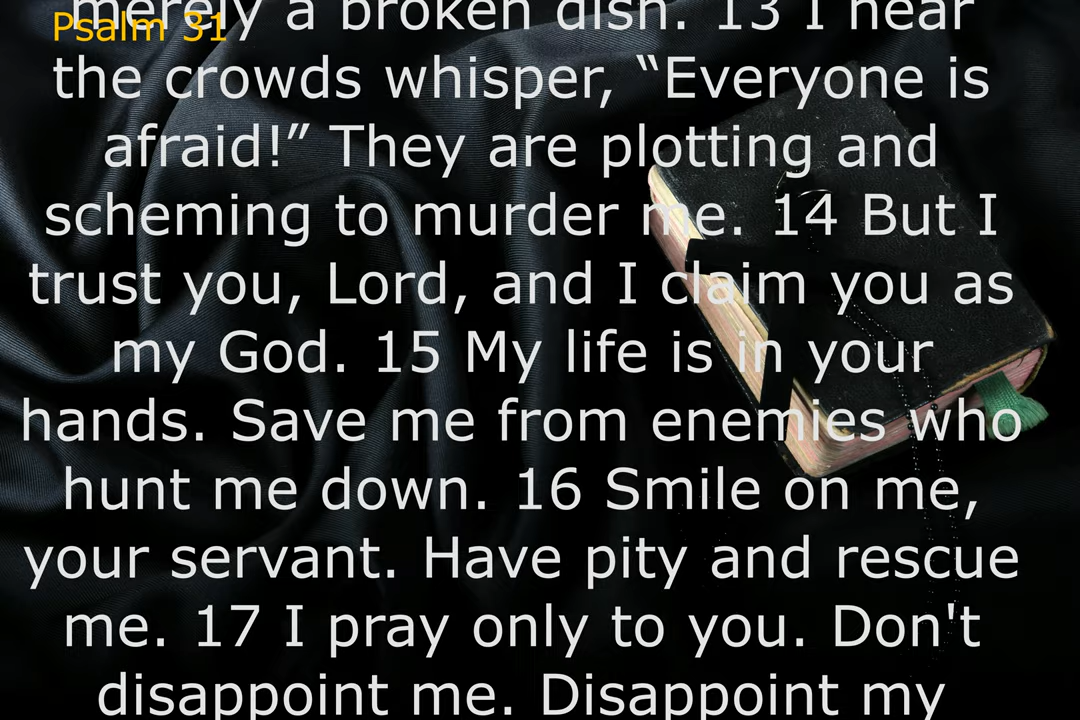 merely a broken dish. 13 I hear
Psalm 31
the crowds whisper, “Everyone is
afraid!” They are plotting and
scheming to murder me. 14 But I
trust you, Lord, and I claim you as
my God. 15 My life is in your
hands. Save me from enemies who
hunt me down. 16 Smile on me,
your servant. Have pity and rescue
me. 17 I pray only to you. Don't
disappoint me. Disappoint my